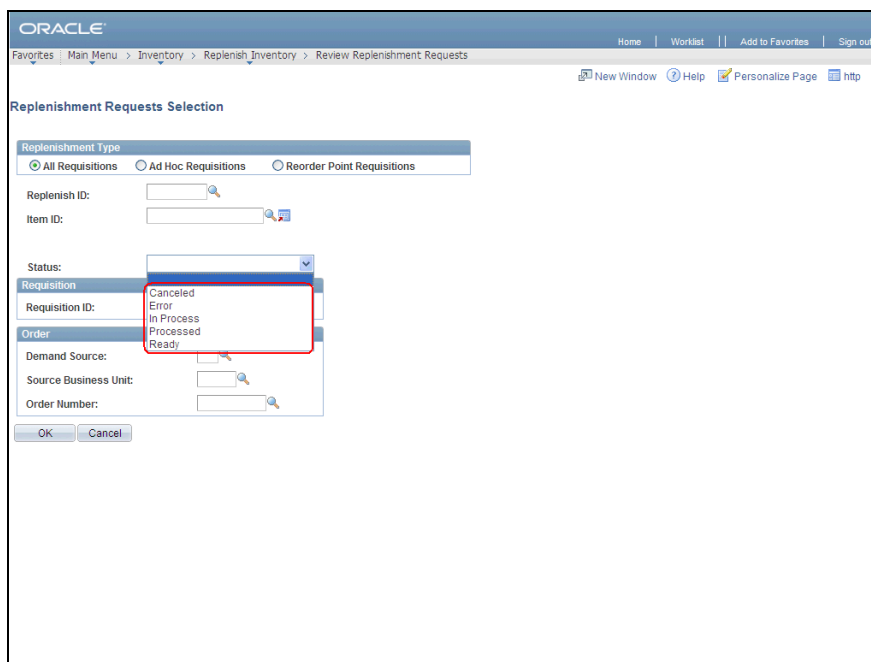 ORACLE
Home | Worklist || Add to Favorites | Sign out
Favorites Main Menu > Inventory > Replenish Inventory > Review Replenishment Requests
New Window Help Personalize Page http
Replenishment Requests Selection
Replenishment Type
All Requisitions Ad Hoc Requisitions Reorder Point Requisitions
Replenish ID:
Item ID:
Status:
Requisition
Canceled
Requisition ID:
Error
In Process
Order
Processed
Ready
Demand Source:
Source Business Unit:
Order Number:
OK Cancel